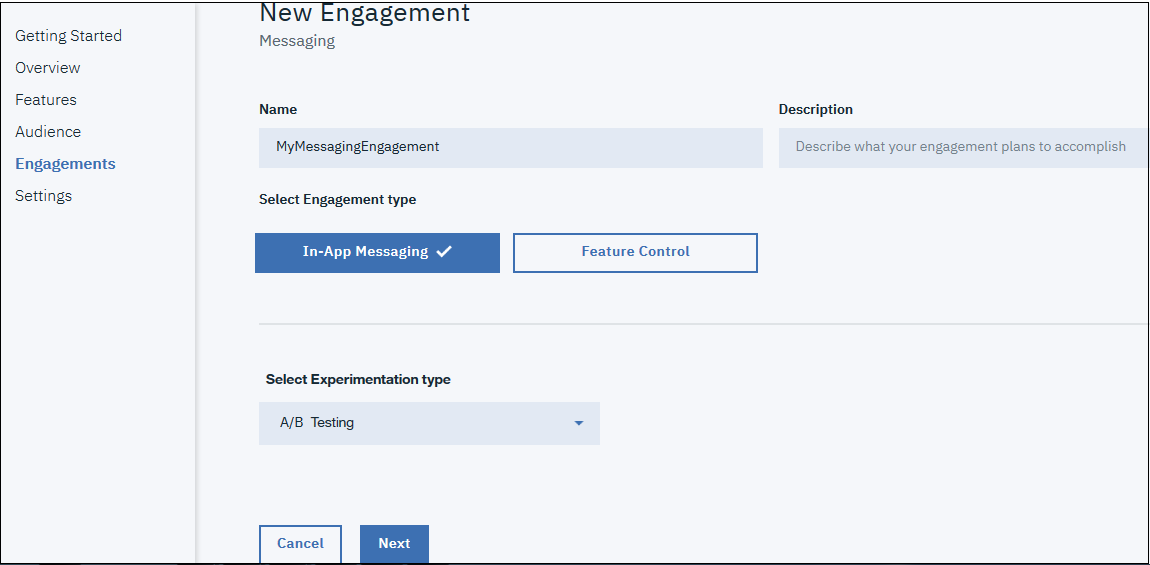 New Engagement
Messaging
Getting Started
Overview
Features
Audience
Engagements
Settings
Name
Description
MyMessagingEngagement
Describe what your engagement plans to accomplish
Select Engagement type
In-App Messaging
Feature Control
Select Experimentation type
A/B Testing
Cancel
Next